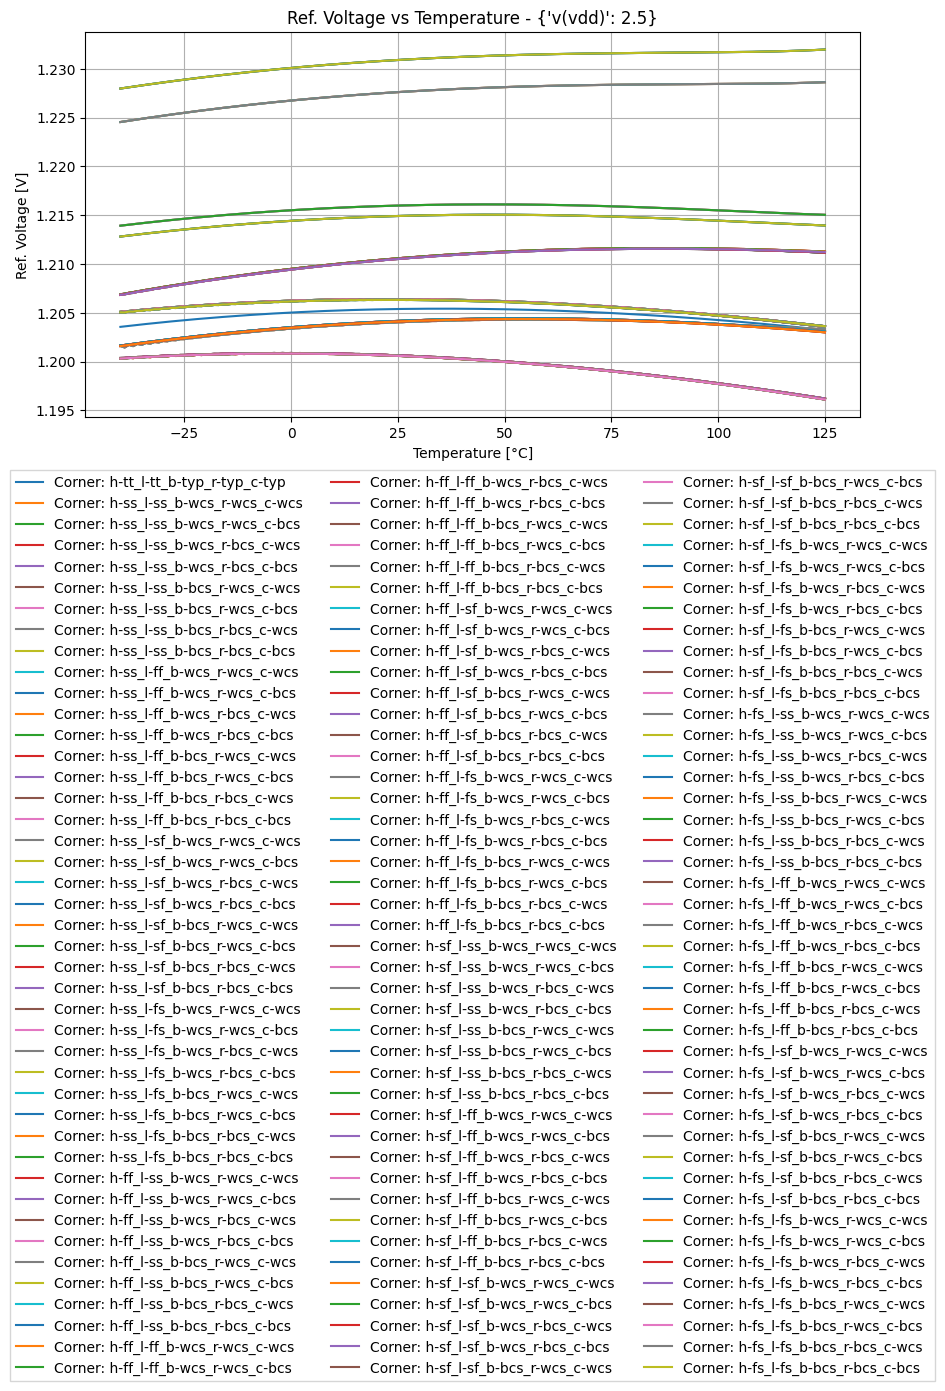 Ref. Voltage vs Temperature - {'v(vdd)': 2.5}
Ref. Voltage [V]
1.230
1.225
1.220
1.215
1.210
1.205
1.200
1.195
−25
0
25
50
75
100
125
Temperature [°C]
Corner: h-tt_l-tt_b-typ_r-typ_c-typ
Corner: h-ss_l-ss_b-wcs_r-wcs_c-wcs
Corner: h-ss_l-ss_b-wcs_r-wcs_c-bcs
Corner: h-ss_l-ss_b-wcs_r-bcs_c-wcs
Corner: h-ss_l-ss_b-wcs_r-bcs_c-bcs
Corner: h-ss_l-ss_b-bcs_r-wcs_c-wcs
Corner: h-ss_l-ss_b-bcs_r-wcs_c-bcs
Corner: h-ss_l-ss_b-bcs_r-bcs_c-wcs
Corner: h-ss_l-ss_b-bcs_r-bcs_c-bcs
Corner: h-ss_l-ff_b-wcs_r-wcs_c-wcs
Corner: h-ss_l-ff_b-wcs_r-wcs_c-bcs
Corner: h-ss_l-ff_b-wcs_r-bcs_c-wcs
Corner: h-ss_l-ff_b-wcs_r-bcs_c-bcs
Corner: h-ss_l-ff_b-bcs_r-wcs_c-wcs
Corner: h-ss_l-ff_b-bcs_r-wcs_c-bcs
Corner: h-ss_l-ff_b-bcs_r-bcs_c-wcs
Corner: h-ss_l-ff_b-bcs_r-bcs_c-bcs
Corner: h-ss_l-sf_b-wcs_r-wcs_c-wcs
Corner: h-ss_l-sf_b-wcs_r-wcs_c-bcs
Corner: h-ss_l-sf_b-wcs_r-bcs_c-wcs
Corner: h-ss_l-sf_b-wcs_r-bcs_c-bcs
Corner: h-ss_l-sf_b-bcs_r-wcs_c-wcs
Corner: h-ss_l-sf_b-bcs_r-wcs_c-bcs
Corner: h-ss_l-sf_b-bcs_r-bcs_c-wcs
Corner: h-ss_l-sf_b-bcs_r-bcs_c-bcs
Corner: h-ss_l-fs_b-wcs_r-wcs_c-wcs
Corner: h-ss_l-fs_b-wcs_r-wcs_c-bcs
Corner: h-ss_l-fs_b-wcs_r-bcs_c-wcs
Corner: h-ss_l-fs_b-wcs_r-bcs_c-bcs
Corner: h-ss_l-fs_b-bcs_r-wcs_c-wcs
Corner: h-ss_l-fs_b-bcs_r-wcs_c-bcs
Corner: h-ss_l-fs_b-bcs_r-bcs_c-wcs
Corner: h-ss_l-fs_b-bcs_r-bcs_c-bcs
Corner: h-ff_l-ss_b-wcs_r-wcs_c-wcs
Corner: h-ff_l-ss_b-wcs_r-wcs_c-bcs
Corner: h-ff_l-ss_b-wcs_r-bcs_c-wcs
Corner: h-ff_l-ss_b-wcs_r-bcs_c-bcs
Corner: h-ff_l-ss_b-bcs_r-wcs_c-wcs
Corner: h-ff_l-ss_b-bcs_r-wcs_c-bcs
Corner: h-ff_l-ss_b-bcs_r-bcs_c-wcs
Corner: h-ff_l-ss_b-bcs_r-bcs_c-bcs
Corner: h-ff_l-ff_b-wcs_r-wcs_c-wcs
Corner: h-ff_l-ff_b-wcs_r-wcs_c-bcs
Corner: h-ff_l-ff_b-wcs_r-bcs_c-wcs
Corner: h-ff_l-ff_b-wcs_r-bcs_c-bcs
Corner: h-ff_l-ff_b-bcs_r-wcs_c-wcs
Corner: h-ff_l-ff_b-bcs_r-wcs_c-bcs
Corner: h-ff_l-ff_b-bcs_r-bcs_c-wcs
Corner: h-ff_l-ff_b-bcs_r-bcs_c-bcs
Corner: h-ff_l-sf_b-wcs_r-wcs_c-wcs
Corner: h-ff_l-sf_b-wcs_r-wcs_c-bcs
Corner: h-ff_l-sf_b-wcs_r-bcs_c-wcs
Corner: h-ff_l-sf_b-wcs_r-bcs_c-bcs
Corner: h-ff_l-sf_b-bcs_r-wcs_c-wcs
Corner: h-ff_l-sf_b-bcs_r-wcs_c-bcs
Corner: h-ff_l-sf_b-bcs_r-bcs_c-wcs
Corner: h-ff_l-sf_b-bcs_r-bcs_c-bcs
Corner: h-ff_l-fs_b-wcs_r-wcs_c-wcs
Corner: h-ff_l-fs_b-wcs_r-wcs_c-bcs
Corner: h-ff_l-fs_b-wcs_r-bcs_c-wcs
Corner: h-ff_l-fs_b-wcs_r-bcs_c-bcs
Corner: h-ff_l-fs_b-bcs_r-wcs_c-wcs
Corner: h-ff_l-fs_b-bcs_r-wcs_c-bcs
Corner: h-ff_l-fs_b-bcs_r-bcs_c-wcs
Corner: h-ff_l-fs_b-bcs_r-bcs_c-bcs
Corner: h-sf_l-ss_b-wcs_r-wcs_c-wcs
Corner: h-sf_l-ss_b-wcs_r-wcs_c-bcs
Corner: h-sf_l-ss_b-wcs_r-bcs_c-wcs
Corner: h-sf_l-ss_b-wcs_r-bcs_c-bcs
Corner: h-sf_l-ss_b-bcs_r-wcs_c-wcs
Corner: h-sf_l-ss_b-bcs_r-wcs_c-bcs
Corner: h-sf_l-ss_b-bcs_r-bcs_c-wcs
Corner: h-sf_l-ss_b-bcs_r-bcs_c-bcs
Corner: h-sf_l-ff_b-wcs_r-wcs_c-wcs
Corner: h-sf_l-ff_b-wcs_r-wcs_c-bcs
Corner: h-sf_l-ff_b-wcs_r-bcs_c-wcs
Corner: h-sf_l-ff_b-wcs_r-bcs_c-bcs
Corner: h-sf_l-ff_b-bcs_r-wcs_c-wcs
Corner: h-sf_l-ff_b-bcs_r-wcs_c-bcs
Corner: h-sf_l-ff_b-bcs_r-bcs_c-wcs
Corner: h-sf_l-ff_b-bcs_r-bcs_c-bcs
Corner: h-sf_l-sf_b-wcs_r-wcs_c-wcs
Corner: h-sf_l-sf_b-wcs_r-wcs_c-bcs
Corner: h-sf_l-sf_b-wcs_r-bcs_c-wcs
Corner: h-sf_l-sf_b-wcs_r-bcs_c-bcs
Corner: h-sf_l-sf_b-bcs_r-wcs_c-wcs
Corner: h-sf_l-sf_b-bcs_r-wcs_c-bcs
Corner: h-sf_l-sf_b-bcs_r-bcs_c-wcs
Corner: h-sf_l-sf_b-bcs_r-bcs_c-bcs
Corner: h-sf_l-fs_b-wcs_r-wcs_c-wcs
Corner: h-sf_l-fs_b-wcs_r-wcs_c-bcs
Corner: h-sf_l-fs_b-wcs_r-bcs_c-wcs
Corner: h-sf_l-fs_b-wcs_r-bcs_c-bcs
Corner: h-sf_l-fs_b-bcs_r-wcs_c-wcs
Corner: h-sf_l-fs_b-bcs_r-wcs_c-bcs
Corner: h-sf_l-fs_b-bcs_r-bcs_c-wcs
Corner: h-sf_l-fs_b-bcs_r-bcs_c-bcs
Corner: h-fs_l-ss_b-wcs_r-wcs_c-wcs
Corner: h-fs_l-ss_b-wcs_r-wcs_c-bcs
Corner: h-fs_l-ss_b-wcs_r-bcs_c-wcs
Corner: h-fs_l-ss_b-wcs_r-bcs_c-bcs
Corner: h-fs_l-ss_b-bcs_r-wcs_c-wcs
Corner: h-fs_l-ss_b-bcs_r-wcs_c-bcs
Corner: h-fs_l-ss_b-bcs_r-bcs_c-wcs
Corner: h-fs_l-ss_b-bcs_r-bcs_c-bcs
Corner: h-fs_l-ff_b-wcs_r-wcs_c-wcs
Corner: h-fs_l-ff_b-wcs_r-wcs_c-bcs
Corner: h-fs_l-ff_b-wcs_r-bcs_c-wcs
Corner: h-fs_l-ff_b-wcs_r-bcs_c-bcs
Corner: h-fs_l-ff_b-bcs_r-wcs_c-wcs
Corner: h-fs_l-ff_b-bcs_r-wcs_c-bcs
Corner: h-fs_l-ff_b-bcs_r-bcs_c-wcs
Corner: h-fs_l-ff_b-bcs_r-bcs_c-bcs
Corner: h-fs_l-sf_b-wcs_r-wcs_c-wcs
Corner: h-fs_l-sf_b-wcs_r-wcs_c-bcs
Corner: h-fs_l-sf_b-wcs_r-bcs_c-wcs
Corner: h-fs_l-sf_b-wcs_r-bcs_c-bcs
Corner: h-fs_l-sf_b-bcs_r-wcs_c-wcs
Corner: h-fs_l-sf_b-bcs_r-wcs_c-bcs
Corner: h-fs_l-sf_b-bcs_r-bcs_c-wcs
Corner: h-fs_l-sf_b-bcs_r-bcs_c-bcs
Corner: h-fs_l-fs_b-wcs_r-wcs_c-wcs
Corner: h-fs_l-fs_b-wcs_r-wcs_c-bcs
Corner: h-fs_l-fs_b-wcs_r-bcs_c-wcs
Corner: h-fs_l-fs_b-wcs_r-bcs_c-bcs
Corner: h-fs_l-fs_b-bcs_r-wcs_c-wcs
Corner: h-fs_l-fs_b-bcs_r-wcs_c-bcs
Corner: h-fs_l-fs_b-bcs_r-bcs_c-wcs
Corner: h-fs_l-fs_b-bcs_r-bcs_c-bcs